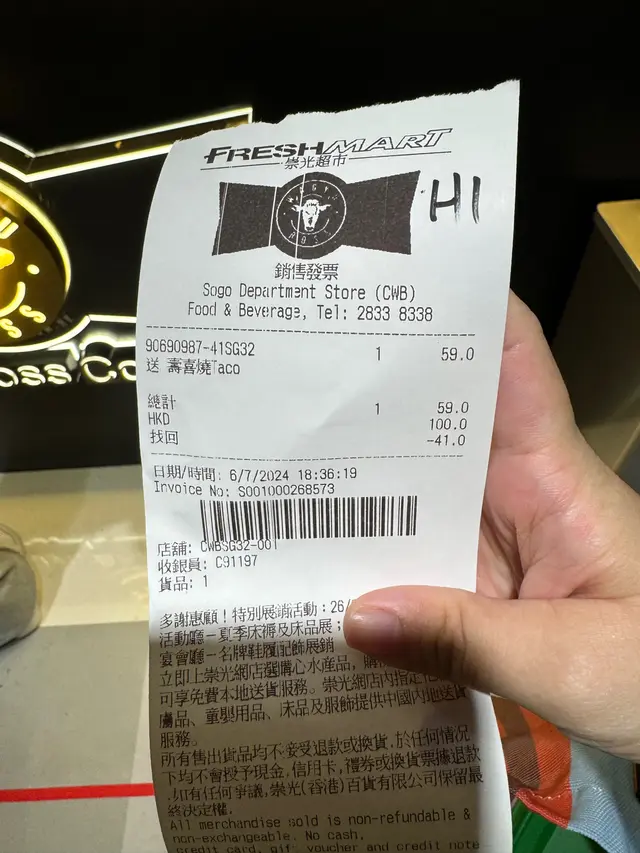 FRESHMART
崇光超市
HI
銷售發票
Sogo Department Store (CWB)
Food & Beverage, Tel: 2833 8338
90690987-41SG32 1 59.0
送 壽喜燒Taco
總計 1 59.0
HKD 100.0
找回 -41.0
日期/時間: 6/7/2024 18:36:19
Invoice No: S001000268573
店舖: CWBSG32-001
收銀員: C91197
貨品: 1
多謝惠顧!特別展銷活動:26/
活動廳-夏季床褥及床品展;
宴會廳-名牌鞋履配飾展銷
立即上崇光網店選購心水產品,
可享免費本地送貨服務。崇光網店內指定
屬品、童嬰用品、床品及服飾提供中國內地送貨
服務。
所有售出貨品均不接受退款或換貨.於任何情況
下均不會授予現金,信用卡,禮券或換貨票據退款
.如有任何爭議,崇光(香港)百貨有限公司保留最
終決定權.
All merchandise sold is non-refundable &
non-exchangeable. No cash,
credit card, gift voucher and credit note